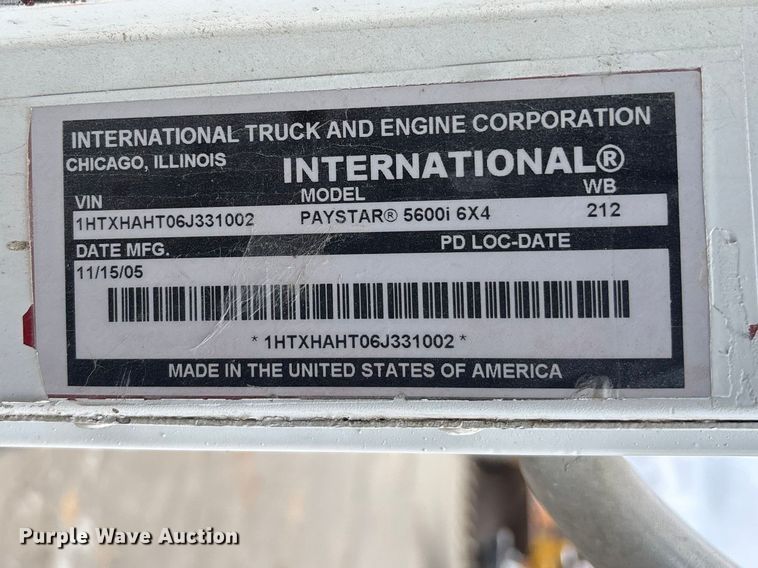 INTERNATIONAL TRUCK AND ENGINE CORPORATION
CHICAGO, ILLINOIS INTERNATIONAL®
VIN MODEL WB
1HTXHAHT06J331002 PAYSTAR® 5600i 6X4 212
DATE MFG. PD LOC-DATE
11/15/05
* 1HTXHAHT06J331002 *
MADE IN THE UNITED STATES OF AMERICA
Purple Wave Auction®